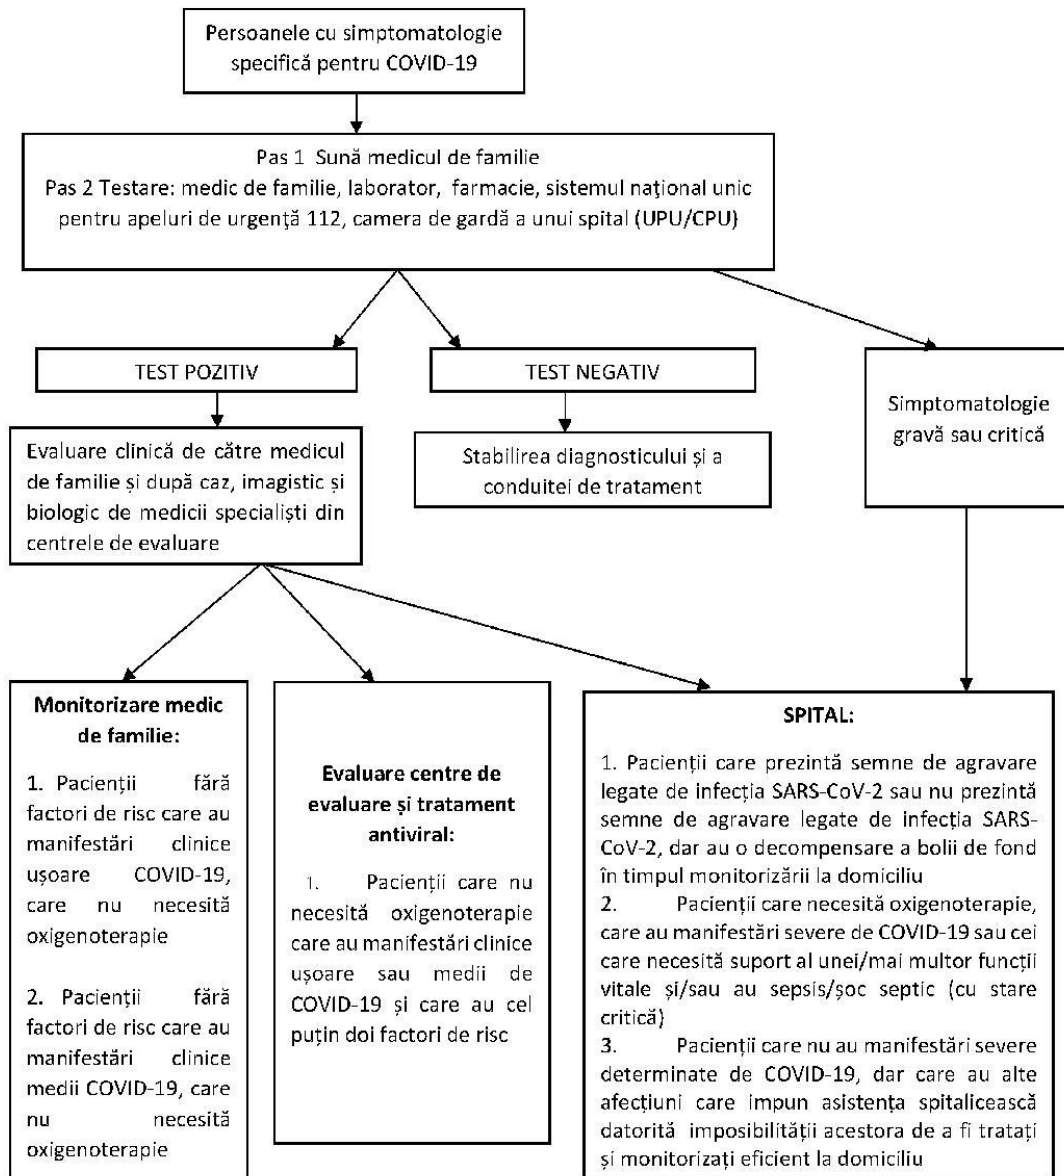 Persoanele cu simptomatologie
specifică pentru COVID-19
Pas 1 Sună medicul de familie
Pas 2 Testare: medic de familie, laborator, farmacie, sistemul național unic
pentru apeluri de urgență 112, camera de gardă a unui spital (UPU/CPU)
TEST POZITIV
TEST NEGATIV
Simptomatologie
gravă sau critică
Evaluare clinică de către medicul
de familie și după caz, imagistic și
biologic de medicii specialiști din
centrele de evaluare
Stabilirea diagnosticului și a
conduitei de tratament
Monitorizare medic
de familie:
1. Pacienții fără
factori de risc care au
manifestări clinice
ușoare COVID-19,
care nu necesită
oxigenoterapie
2. Pacienții fără
factori de risc care au
manifestări clinice
medii COVID-19, care
nu necesită
oxigenoterapie
Evaluare centre de
evaluare și tratament
antiviral:
1. Pacienții care nu
necesită oxigenoterapie
care au manifestări clinice
ușoare sau medii de
COVID-19 și care au cel
puțin doi factori de risc
SPITAL:
1. Pacienții care prezintă semne de agravare
legate de infecția SARS-CoV-2 sau nu prezintă
semne de agravare legate de infecția SARS-
CoV-2, dar au o decompensare a bolii de fond
în timpul monitorizării la domiciliu
2. Pacienții care necesită oxigenoterapie,
care au manifestări severe de COVID-19 sau cei
care necesită suport al unei/mai multor funcții
vitale și/sau au sepsis/șoc septic (cu stare
critică)
3. Pacienții care nu au manifestări severe
determinate de COVID-19, dar care au alte
afecțiuni care impun asistența spitalicească
datorită imposibilității acestora de a fi tratați
și monitorizați eficient la domiciliu